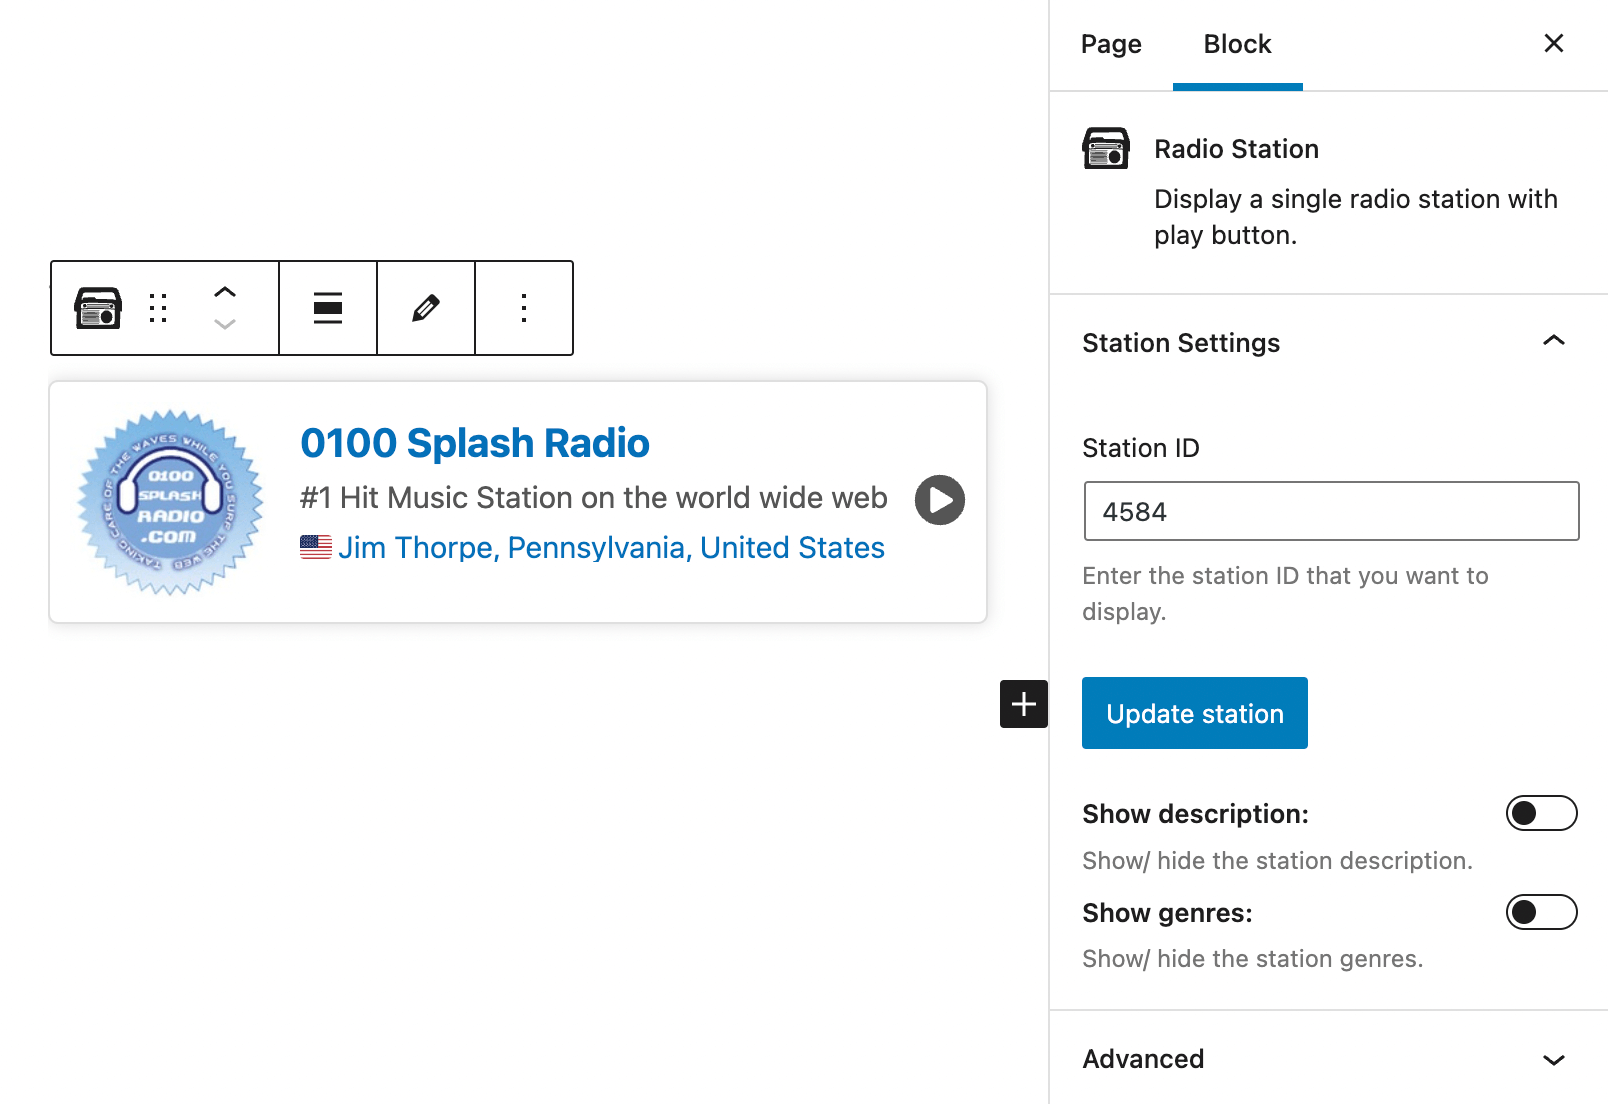 Page Block
Radio Station
Display a single radio station with
play button.
Station Settings
Station ID
4584
Enter the station ID that you want to
display.
Update station
Show description:
Show/ hide the station description.
Show genres:
Show/ hide the station genres.
Advanced
0100 Splash Radio
#1 Hit Music Station on the world wide web
Jim Thorpe, Pennsylvania, United States
TAKING CARE OF THE WAVES WHILE YOU SURF THE WEB
0100
SPLASH
RADIO
.COM